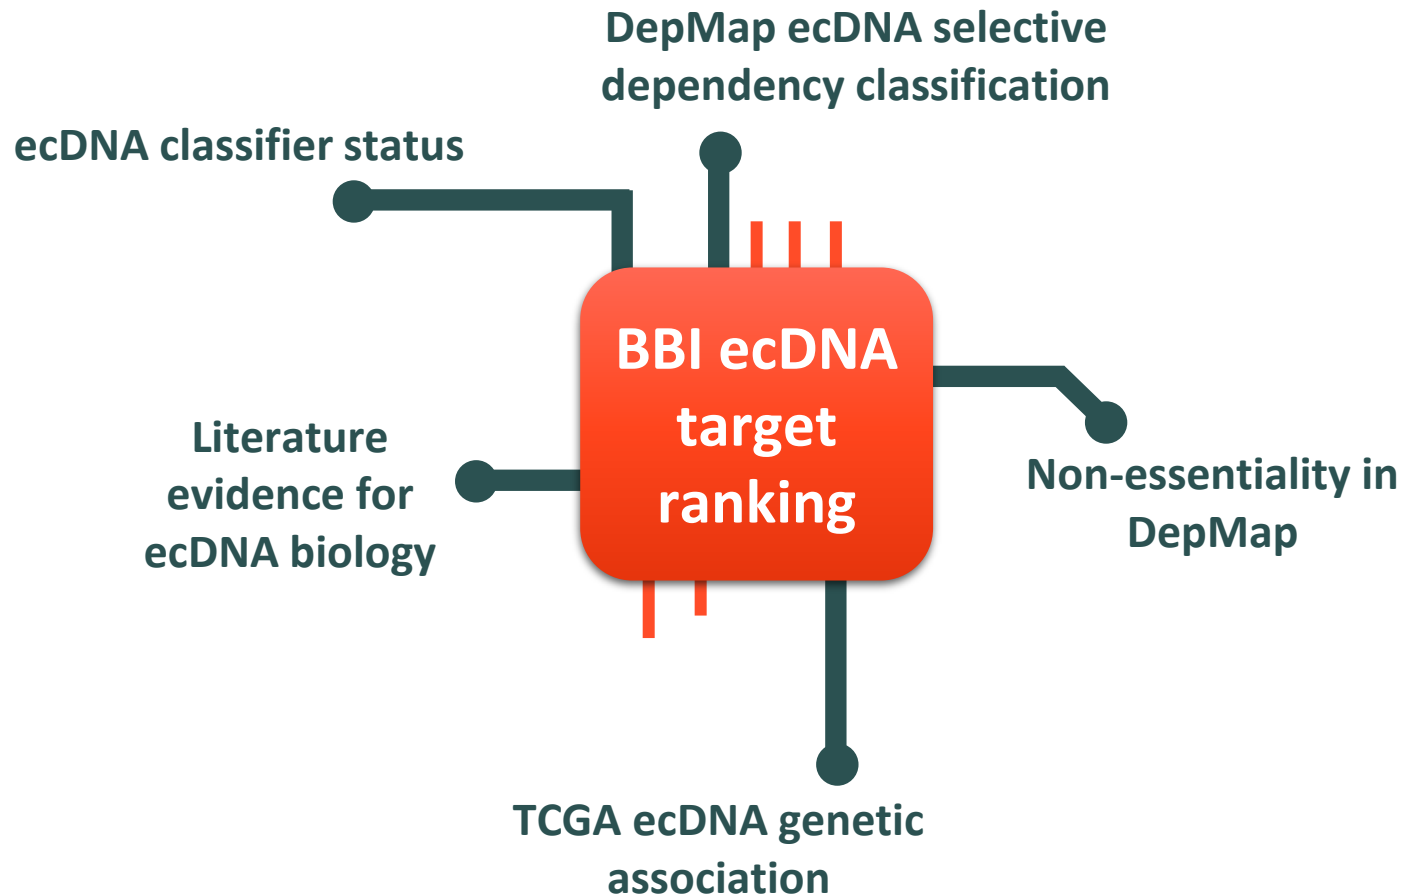 DepMap ecDNA selective
dependency classification
ecDNA classifier status
BBI ecDNA
target
ranking
Literature
evidence for
ecDNA biology
Non-essentiality in
DepMap
TCGA ecDNA genetic
association